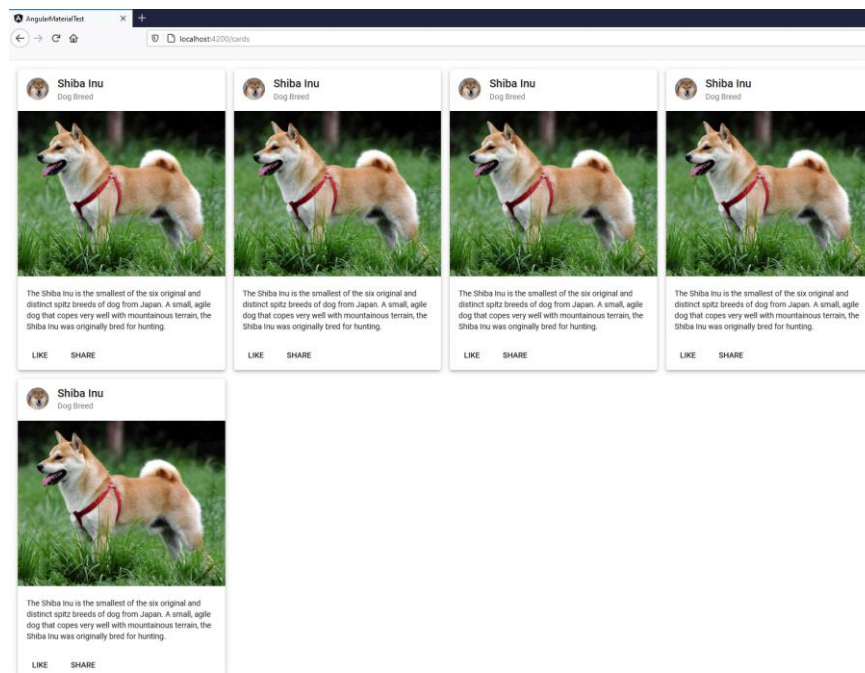 AngularMaterialTest
localhost:4200/cards
Shiba Inu
Dog Breed
The Shiba Inu is the smallest of the six original and
distinct spitz breeds of dog from Japan. A small, agile
dog that copes very well with mountainous terrain, the
Shiba Inu was originally bred for hunting.
LIKE SHARE
Shiba Inu
Dog Breed
The Shiba Inu is the smallest of the six original and
distinct spitz breeds of dog from Japan. A small, agile
dog that copes very well with mountainous terrain, the
Shiba Inu was originally bred for hunting.
LIKE SHARE
Shiba Inu
Dog Breed
The Shiba Inu is the smallest of the six original and
distinct spitz breeds of dog from Japan. A small, agile
dog that copes very well with mountainous terrain, the
Shiba Inu was originally bred for hunting.
LIKE SHARE
Shiba Inu
Dog Breed
The Shiba Inu is the smallest of the six original and
distinct spitz breeds of dog from Japan. A small, agile
dog that copes very well with mountainous terrain, the
Shiba Inu was originally bred for hunting.
LIKE SHARE
Shiba Inu
Dog Breed
The Shiba Inu is the smallest of the six original and
distinct spitz breeds of dog from Japan. A small, agile
dog that copes very well with mountainous terrain, the
Shiba Inu was originally bred for hunting.
LIKE SHARE